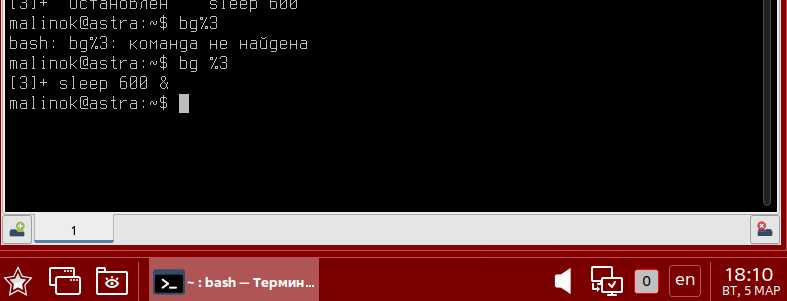 [3]+ Остановлен sleep 600
malinok@astra:~$ bg%3
bash: bg%3: команда не найдена
malinok@astra:~$ bg %3
[3]+ sleep 600 &
malinok@astra:~$
1
~ : bash — Термин...
0
en
18:10
ВТ, 5 МАР